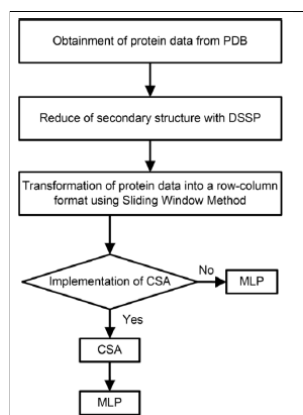 Obtainment of protein data from PDB
Reduce of secondary structure with DSSP
Transformation of protein data into a row-column
format using Sliding Window Method
Implementation of CSA
No
MLP
Yes
CSA
MLP